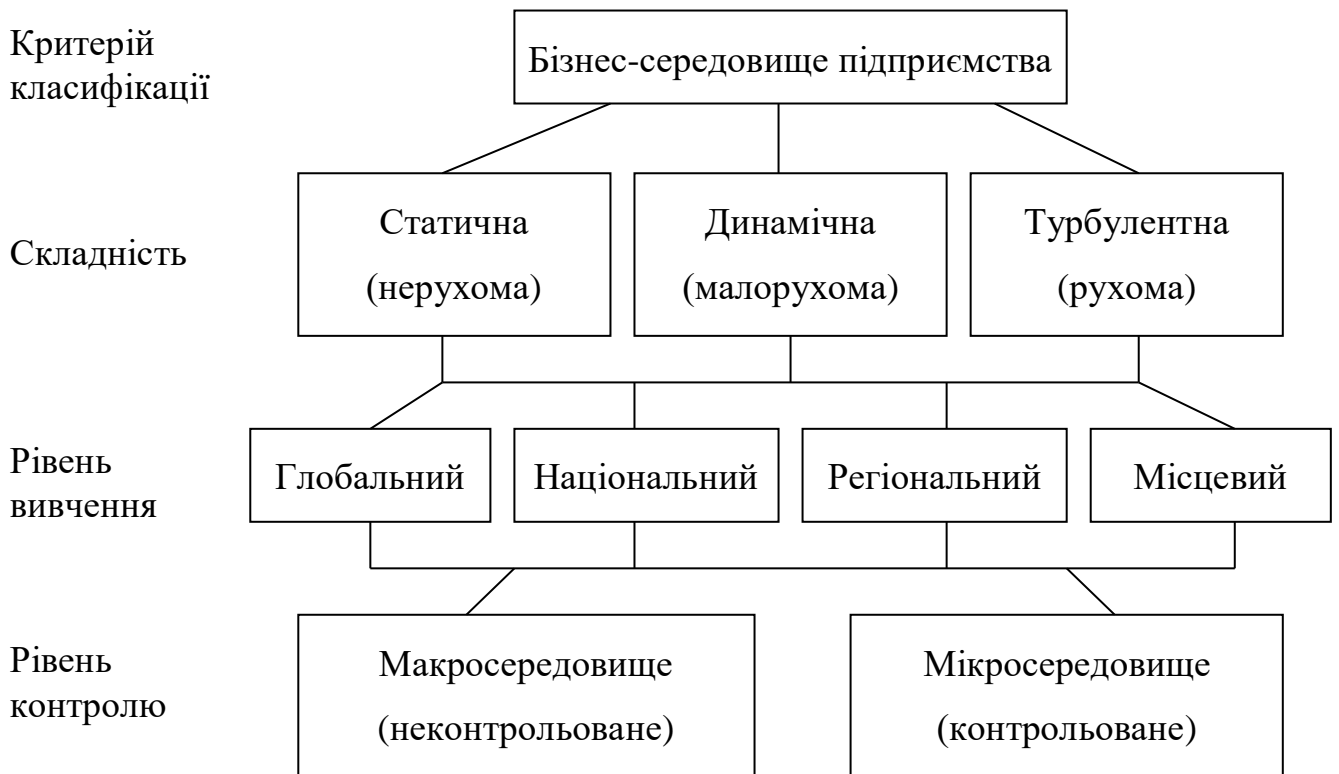 Критерій
класифікації
Бізнес-середовище підприємства
Складність
Статична
(нерухома)
Динамічна
(малорухома)
Турбулентна
(рухома)
Рівень
вивчення
Глобальний
Національний
Регіональний
Місцевий
Рівень
контролю
Макросередовище
(неконтрольоване)
Мікросередовище
(контрольоване)